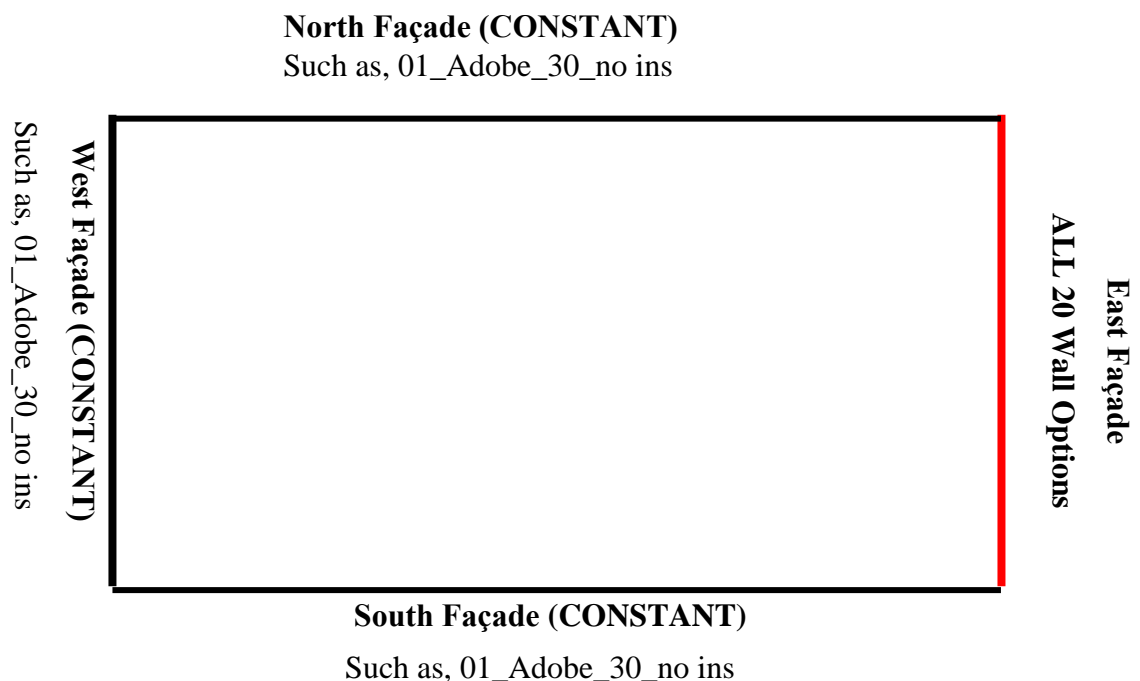 North Façade (CONSTANT)
Such as, 01_Adobe_30_no ins
West Façade (CONSTANT)
Such as, 01_Adobe_30_no ins
East Façade
ALL 20 Wall Options
South Façade (CONSTANT)
Such as, 01_Adobe_30_no ins